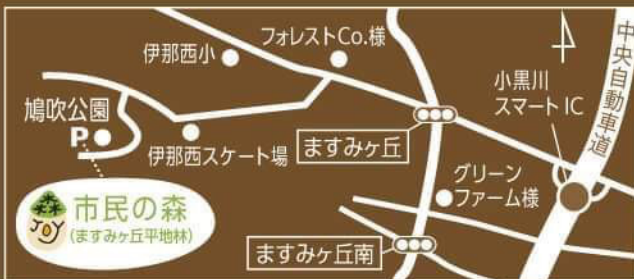 フォレストCo.様
伊那西小
中央自動車道
小黒川
スマートIC
鳩吹公園
P
伊那西スケート場
ますみヶ丘
グリーン
ファーム様
森
JOY
市民の森
(ますみヶ丘平地林)
ますみヶ丘南